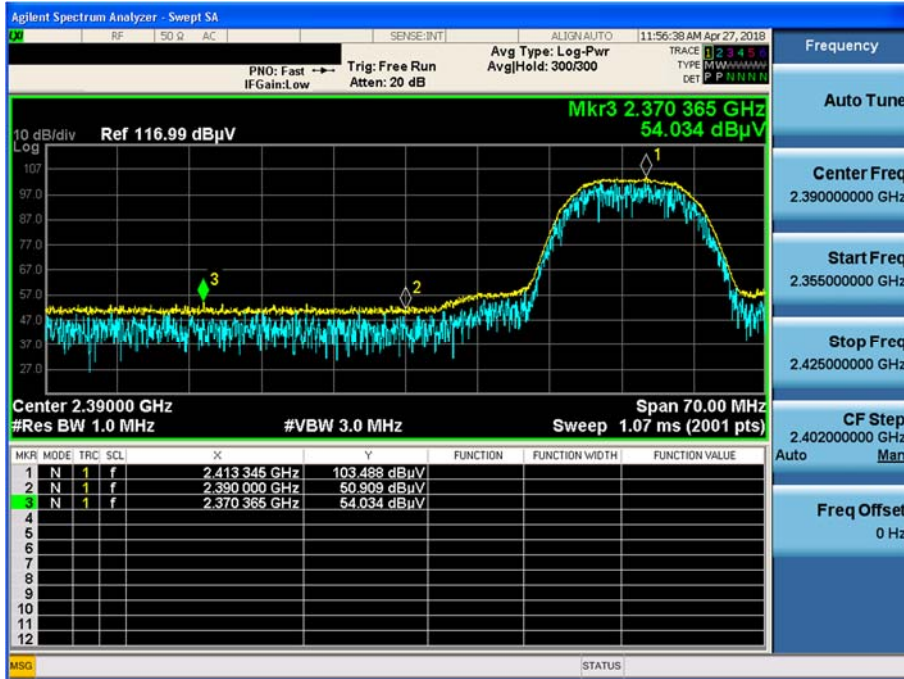 Agilent Spectrum Analyzer - Swept SA
LXI RF 50 Ω AC SENSE:INT ALIGN AUTO 11:56:38 AM Apr 27, 2018
PNO: Fast Trig: Free Run Avg Type: Log-Pwr TRACE 1 2 3 4 5 6
IFGain:Low Atten: 20 dB Avg|Hold: 300/300 TYPE MWWWWW
DET P P N N N N
Frequency
Mkr3 2.370 365 GHz
54.034 dBµV
10 dB/div Ref 116.99 dBµV
Log
107
97.0
87.0
77.0
67.0
57.0
47.0
37.0
27.0
1
2
3
Center 2.39000 GHz Span 70.00 MHz
#Res BW 1.0 MHz #VBW 3.0 MHz Sweep 1.07 ms (2001 pts)
MKR MODE TRC SCL X Y FUNCTION FUNCTION WIDTH FUNCTION VALUE
1 N 1 f 2.413 345 GHz 103.488 dBµV
2 N 1 f 2.390 000 GHz 50.909 dBµV
3 N 1 f 2.370 365 GHz 54.034 dBµV
4
5
6
7
8
9
10
11
12
MSG STATUS
Auto Tune
Center Freq
2.390000000 GHz
Start Freq
2.355000000 GHz
Stop Freq
2.425000000 GHz
CF Step
2.402000000 GHz
Auto Man
Freq Offset
0 Hz